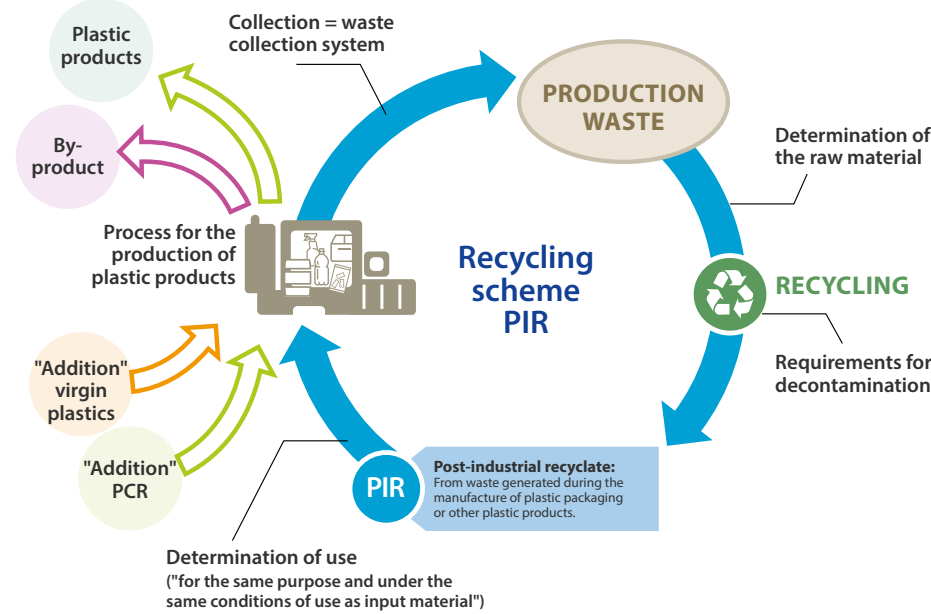 Plastic
products
Collection = waste
collection system
PRODUCTION
WASTE
By-
product
Determination of
the raw material
Process for the
production of
plastic products
Recycling
scheme
PIR
RECYCLING
"Addition"
virgin
plastics
Requirements for
decontamination
"Addition"
PCR
PIR
Post-industrial recyclate:
From waste generated during the
manufacture of plastic packaging
or other plastic products.
Determination of use
("for the same purpose and under the
same conditions of use as input material")